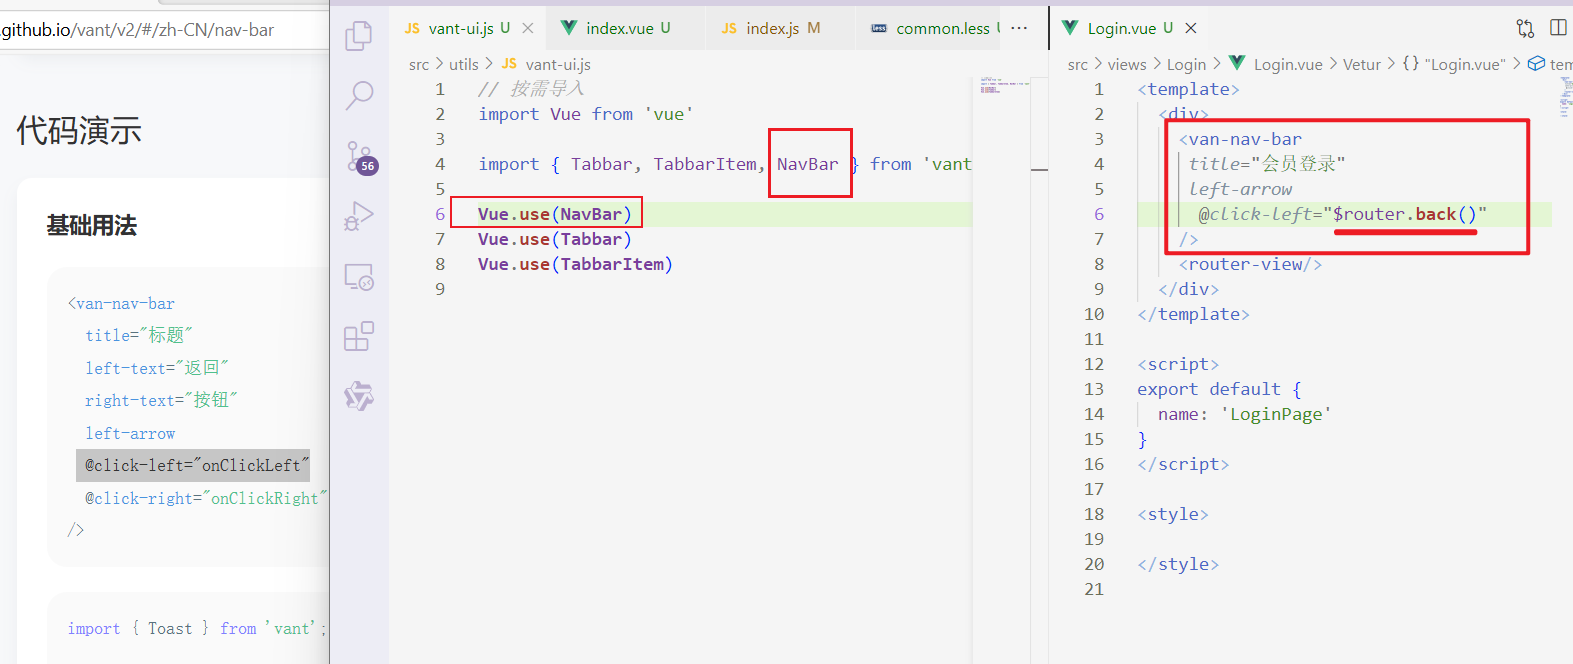 .github.io/vant/v2/#/zh-CN/nav-bar
代码演示
基础用法
<van-nav-bar
title="标题"
left-text="返回"
right-text="按钮"
left-arrow
@click-left="onClickLeft"
@click-right="onClickRight"
/>
import { Toast } from 'vant';
56
JS vant-ui.js U
index.vue U
JS index.js M
less common.less
src > utils > JS vant-ui.js
1 // 按需导入
2 import Vue from 'vue'
3
4 import { Tabbar, TabbarItem, NavBar } from 'vant
5
6 Vue.use(NavBar)
7 Vue.use(Tabbar)
8 Vue.use(TabbarItem)
9
Login.vue U
src > views > Login > Login.vue > Vetur > {} "Login.vue" > tem
1 <template>
2 <div>
3 <van-nav-bar
4 title="会员登录"
5 left-arrow
6 @click-left="$router.back()"
7 />
8 <router-view/>
9 </div>
10 </template>
11
12 <script>
13 export default {
14 name: 'LoginPage'
15 }
16 </script>
17
18 <style>
19
20 </style>
21